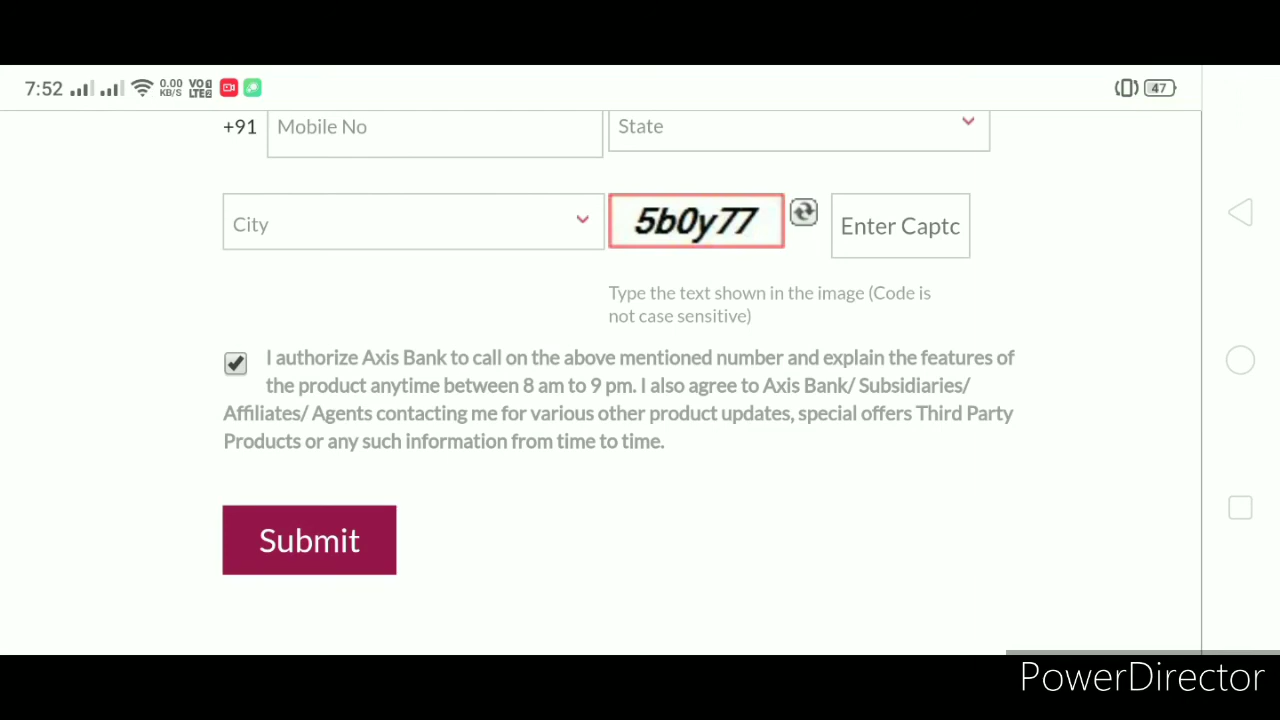 7:52 0.00 KB/S VO LTE 47
+91 Mobile No State
City 5b0y77 Enter Captc
Type the text shown in the image (Code is
not case sensitive)
I authorize Axis Bank to call on the above mentioned number and explain the features of
the product anytime between 8 am to 9 pm. I also agree to Axis Bank/ Subsidiaries/
Affiliates/ Agents contacting me for various other product updates, special offers Third Party
Products or any such information from time to time.
Submit
PowerDirector